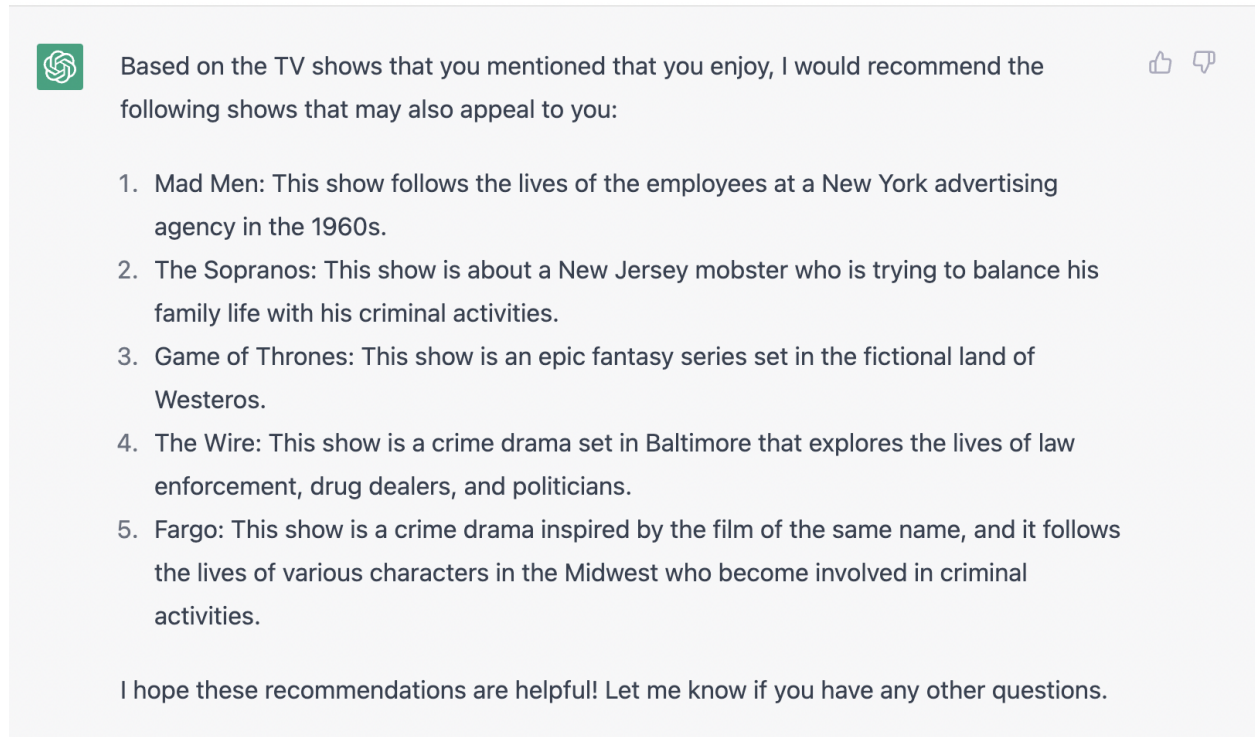 Based on the TV shows that you mentioned that you enjoy, I would recommend the
following shows that may also appeal to you:
1. Mad Men: This show follows the lives of the employees at a New York advertising
agency in the 1960s.
2. The Sopranos: This show is about a New Jersey mobster who is trying to balance his
family life with his criminal activities.
3. Game of Thrones: This show is an epic fantasy series set in the fictional land of
Westeros.
4. The Wire: This show is a crime drama set in Baltimore that explores the lives of law
enforcement, drug dealers, and politicians.
5. Fargo: This show is a crime drama inspired by the film of the same name, and it follows
the lives of various characters in the Midwest who become involved in criminal
activities.
I hope these recommendations are helpful! Let me know if you have any other questions.